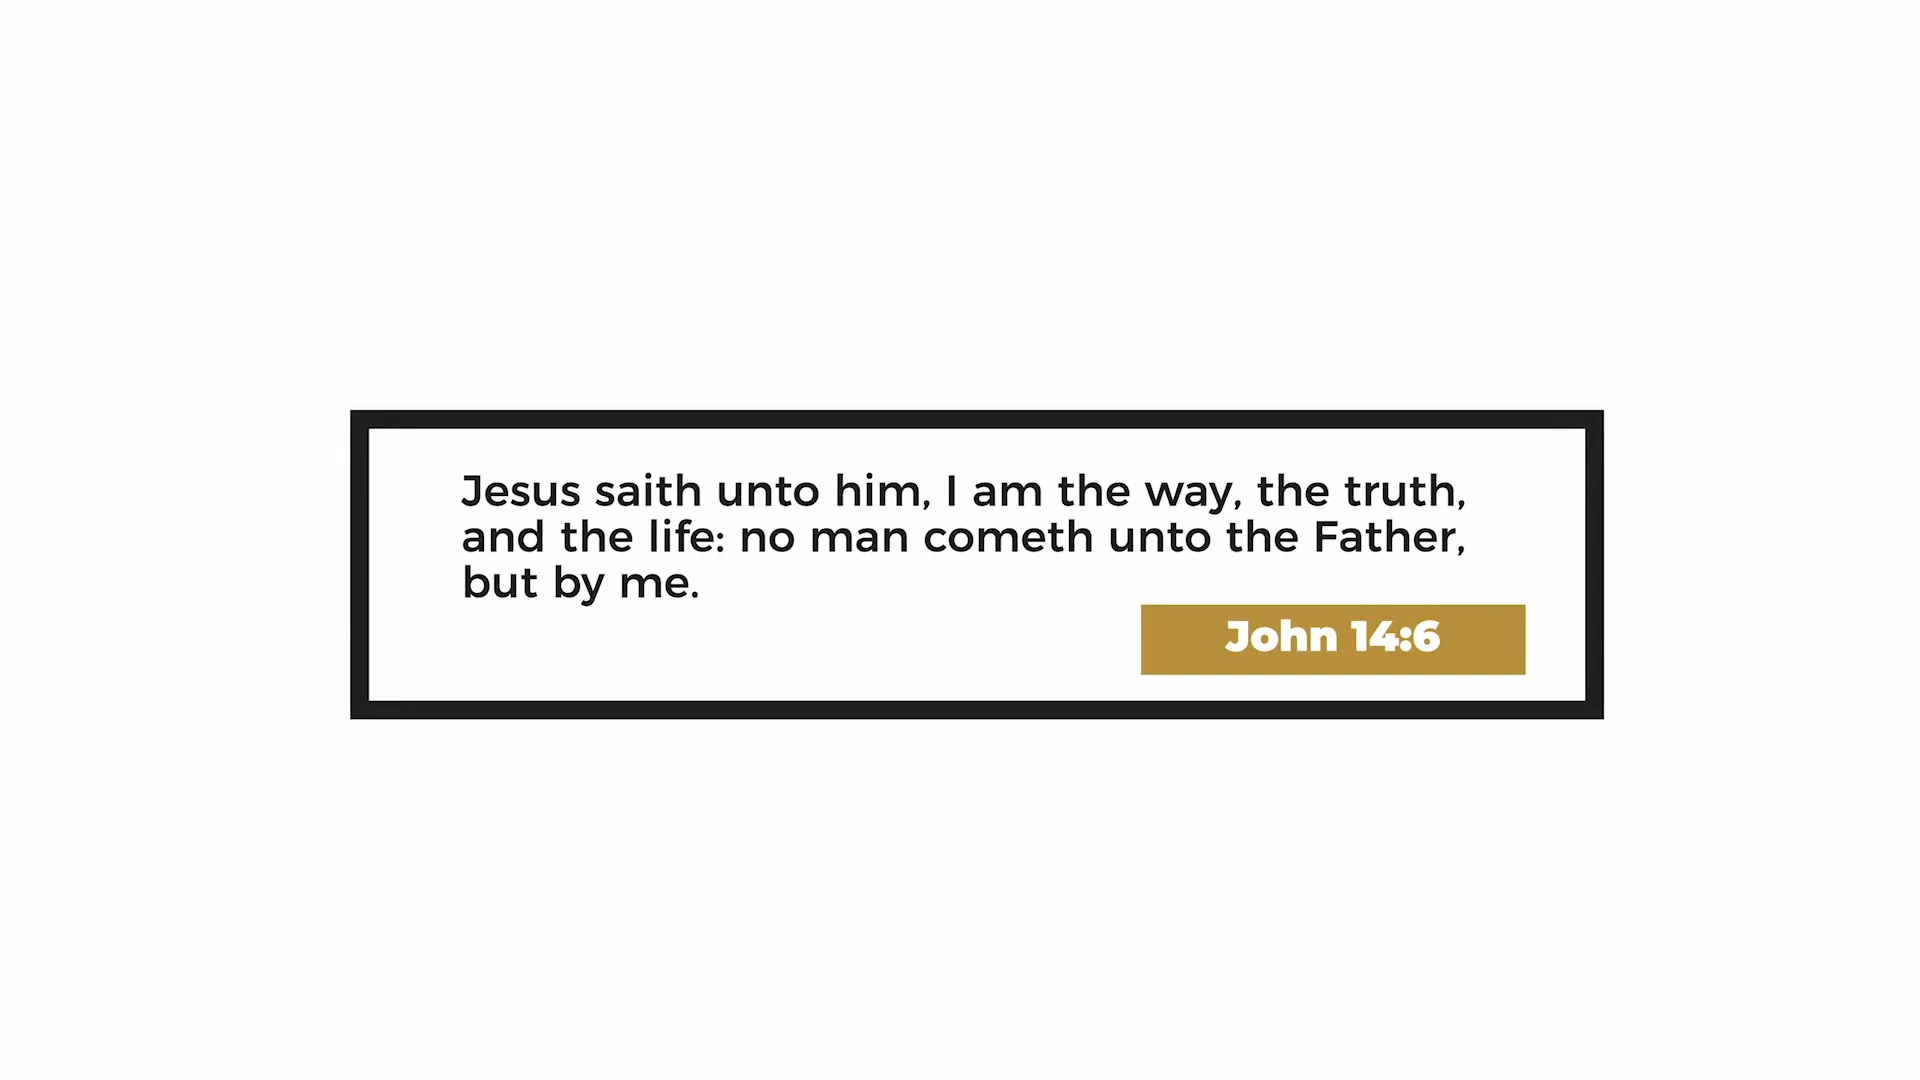 Jesus saith unto him, I am the way, the truth,
and the life: no man cometh unto the Father,
but by me.
John 14:6